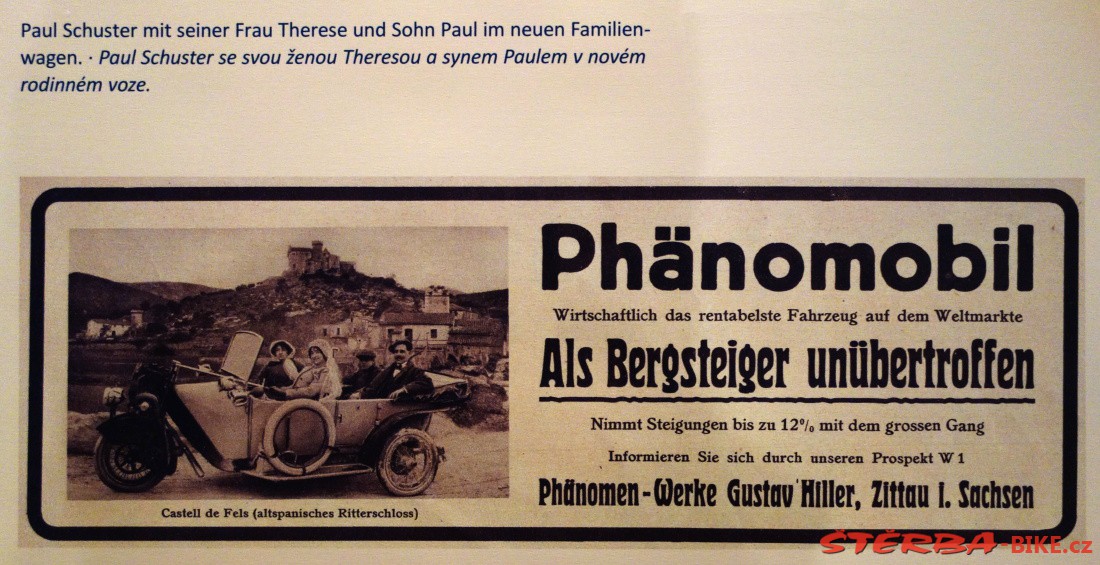 Paul Schuster mit seiner Frau Therese und Sohn Paul im neuen Familien-
wagen. · Paul Schuster se svou ženou Theresou a synem Paulem v novém
rodinném voze.
Phänomobil
Wirtschaftlich das rentabelste Fahrzeug auf dem Weltmarkte
Als Bergsteiger unübertroffen
Nimmt Steigungen bis zu 12% mit dem grossen Gang
Informieren Sie sich durch unseren Prospekt W 1
Phänomen-Werke Gustav Hiller, Zittau i. Sachsen
Castell de Fels (altspanisches Ritterschloss)
ŠTĚRBA-BIKE.cz